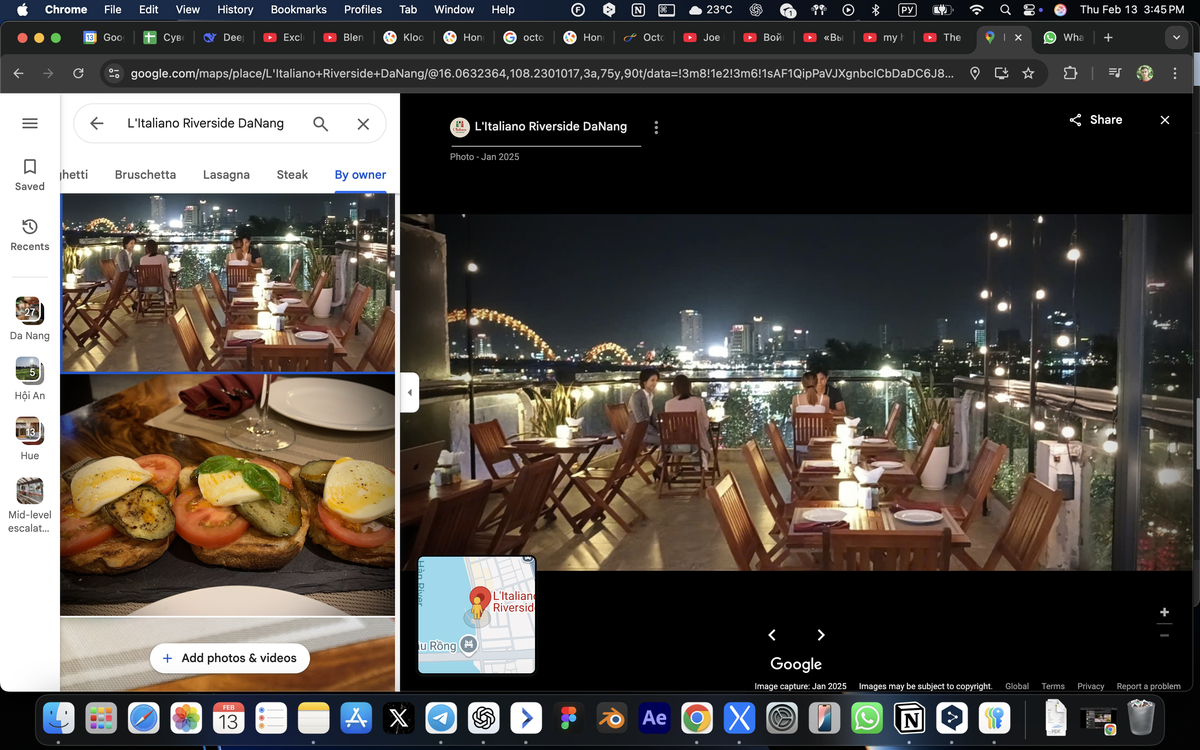 Chrome File Edit View History Bookmarks Profiles Tab Window Help
23°C
РУ
Thu Feb 13 3:45 PM
13 Goo
Сува
Dee
Excl
Blen
Kloo
Hon
octo
Hon
Octo
Joe
Вой
«Вы
my h
The
Wha
google.com/maps/place/L'Italiano+Riverside+DaNang/@16.0632364,108.2301017,3a,75y,90t/data=!3m8!1e2!3m6!1sAF1QipPaVJXgnbcICbDaDC6J8...
L'Italiano Riverside DaNang
ghetti Bruschetta Lasagna Steak By owner
Saved
Recents
27
Da Nang
5
Hội An
13
Hue
Mid-level
escalat...
Add photos & videos
L'Italiano Riverside DaNang
Photo - Jan 2025
Share
Hàn River
L'Italiano
Riverside
u Rồng
Google
Image capture: Jan 2025 Images may be subject to copyright. Global Terms Privacy Report a problem
FEB
13
Ae